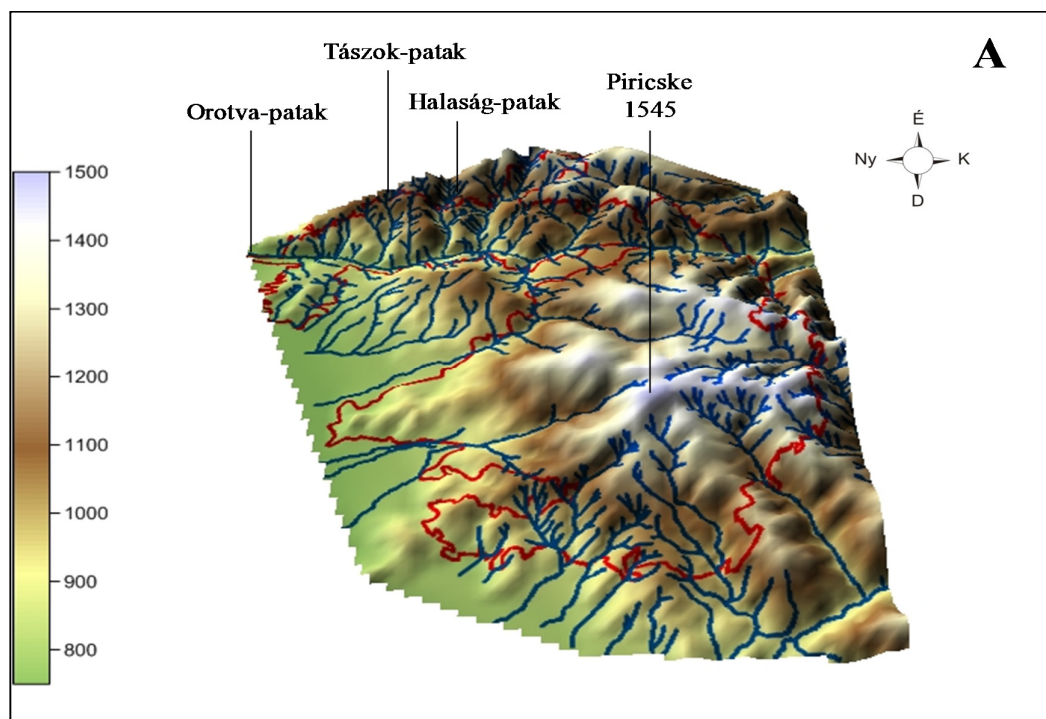 A
Tászok-patak
Piricske
1545
Halaság-patak
Orotva-patak
É
Ny
K
D
1500
1400
1300
1200
1100
1000
900
800